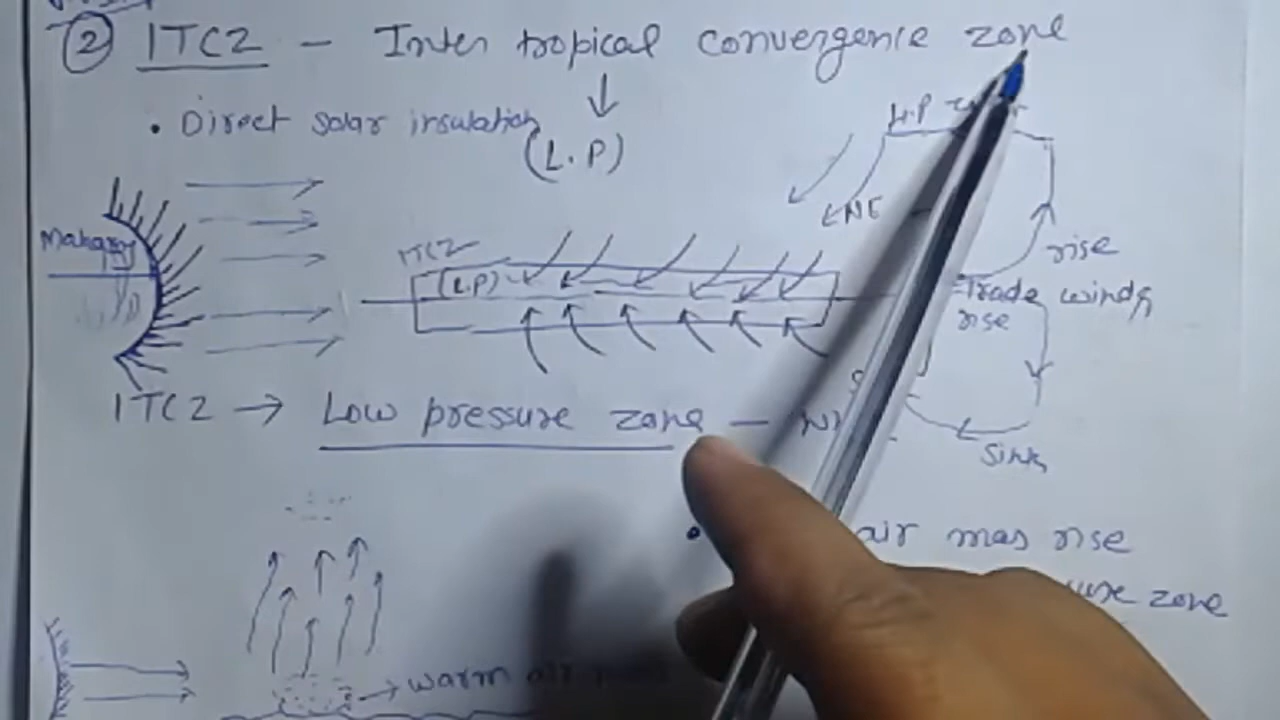 ② ITCZ - Inter tropical convergence zone
• Direct solar insulation
(L.P)
H.P
NE
ITCZ
(L.P)
rise
Trade winds
rise
ITCZ → Low pressure zone -
Sink
air mas rise
zone
warm air